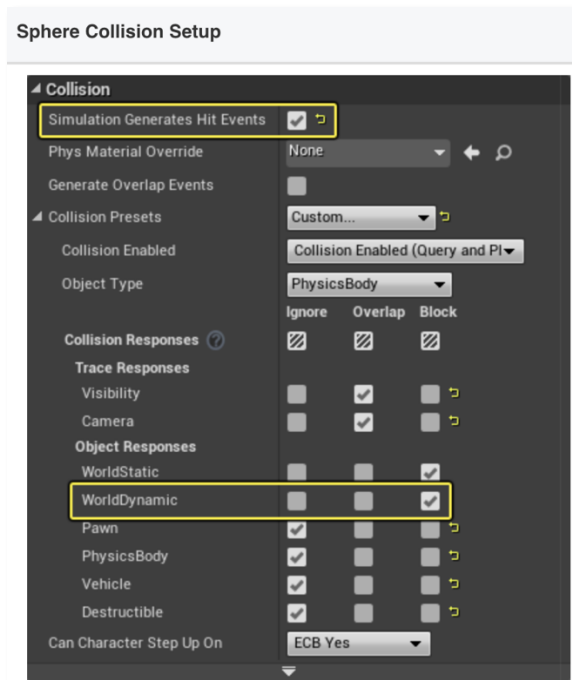 Sphere Collision Setup
Collision
Simulation Generates Hit Events
Phys Material Override None
Generate Overlap Events
Collision Presets Custom...
Collision Enabled Collision Enabled (Query and Pl
Object Type PhysicsBody
Ignore Overlap Block
Collision Responses ?
Trace Responses
Visibility
Camera
Object Responses
WorldStatic
WorldDynamic
Pawn
PhysicsBody
Vehicle
Destructible
Can Character Step Up On ECB Yes